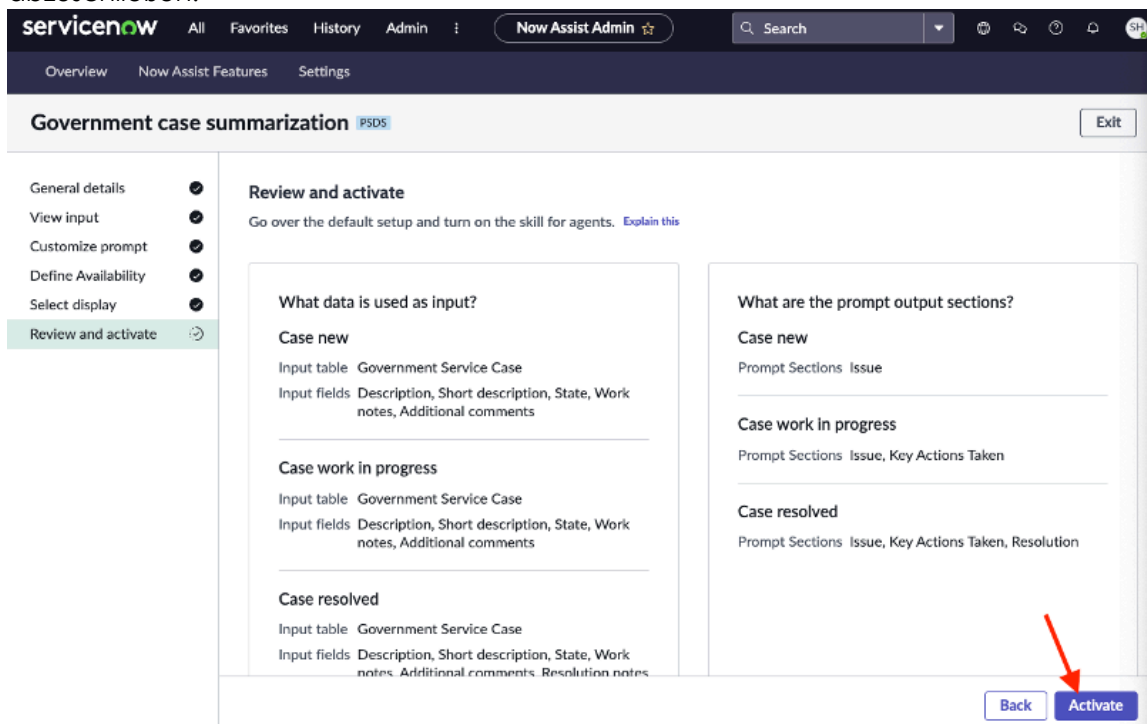 abzuschließen.
servicenow All Favorites History Admin Now Assist Admin Search SH
Overview Now Assist Features Settings
Government case summarization PSDS Exit
General details
View input
Customize prompt
Define Availability
Select display
Review and activate
Review and activate
Go over the default setup and turn on the skill for agents. Explain this
What data is used as input?
Case new
Input table Government Service Case
Input fields Description, Short description, State, Work
notes, Additional comments
Case work in progress
Input table Government Service Case
Input fields Description, Short description, State, Work
notes, Additional comments
Case resolved
Input table Government Service Case
Input fields Description, Short description, State, Work
notes, Additional comments, Resolution notes
What are the prompt output sections?
Case new
Prompt Sections Issue
Case work in progress
Prompt Sections Issue, Key Actions Taken
Case resolved
Prompt Sections Issue, Key Actions Taken, Resolution
Back Activate